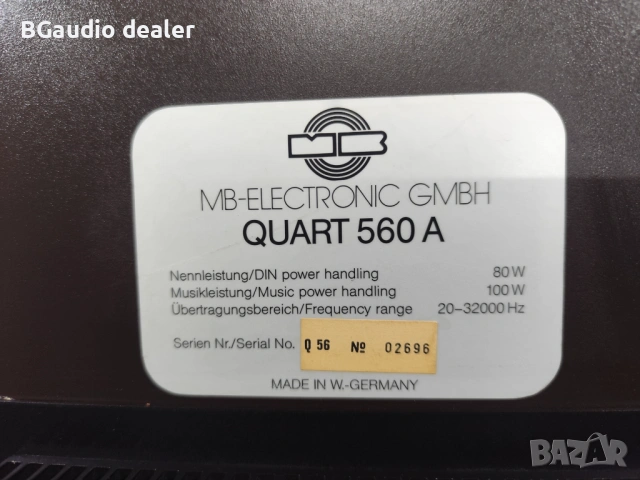 BGaudio dealer
MB
MB-ELECTRONIC GMBH
QUART 560 A
Nennleistung/DIN power handling 80 W
Musikleistung/Music power handling 100 W
Übertragungsbereich/Frequency range 20–32000 Hz
Serien Nr./Serial No. Q 56 № 02696
MADE IN W.-GERMANY
BAZAR